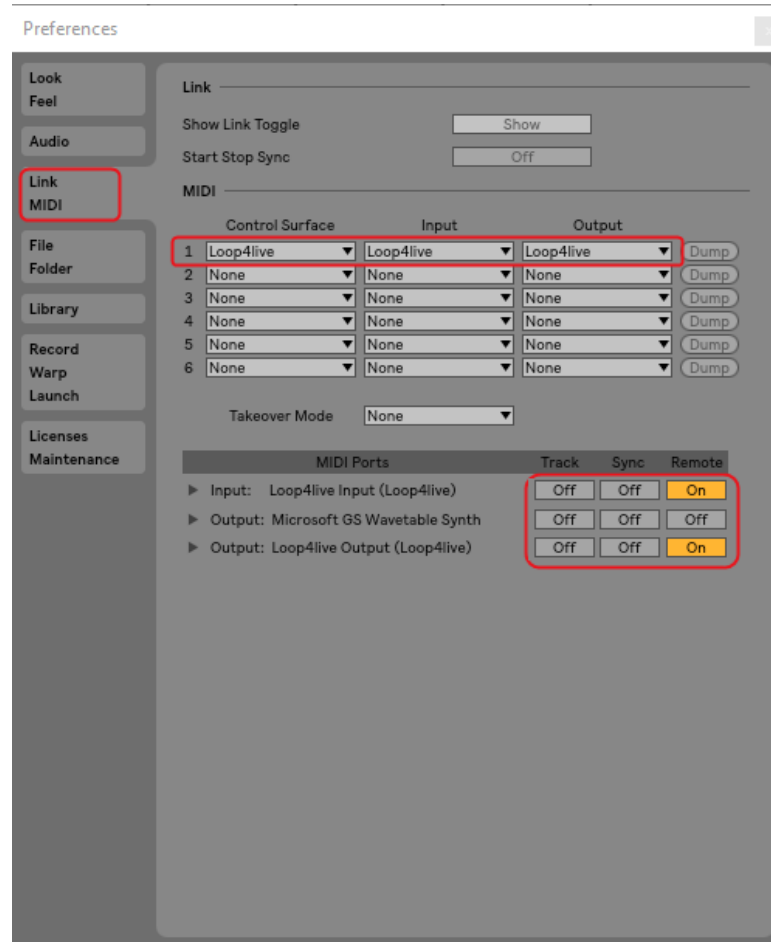 Preferences
Look
Feel
Audio
Link
MIDI
File
Folder
Library
Record
Warp
Launch
Licenses
Maintenance
Link
Show Link Toggle Show
Start Stop Sync Off
MIDI
Control Surface Input Output
1 Loop4live Loop4live Loop4live Dump
2 None None None Dump
3 None None None Dump
4 None None None Dump
5 None None None Dump
6 None None None Dump
Takeover Mode None
MIDI Ports Track Sync Remote
Input: Loop4live Input (Loop4live) Off Off On
Output: Microsoft GS Wavetable Synth Off Off Off
Output: Loop4live Output (Loop4live) Off Off On